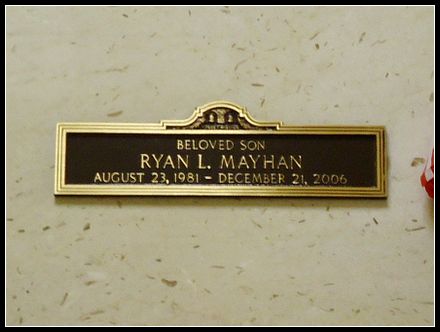 BELOVED SON
RYAN L. MAYHAN
AUGUST 23, 1981 – DECEMBER 21, 2006